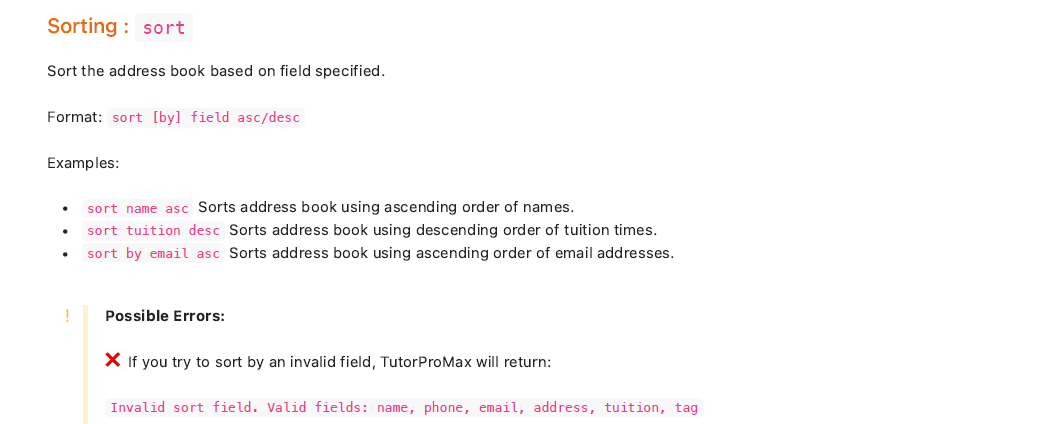 Sorting : sort
Sort the address book based on field specified.
Format: sort [by] field asc/desc
Examples:
• sort name asc Sorts address book using ascending order of names.
• sort tuition desc Sorts address book using descending order of tuition times.
• sort by email asc Sorts address book using ascending order of email addresses.
! Possible Errors:
❌ If you try to sort by an invalid field, TutorProMax will return:
Invalid sort field. Valid fields: name, phone, email, address, tuition, tag